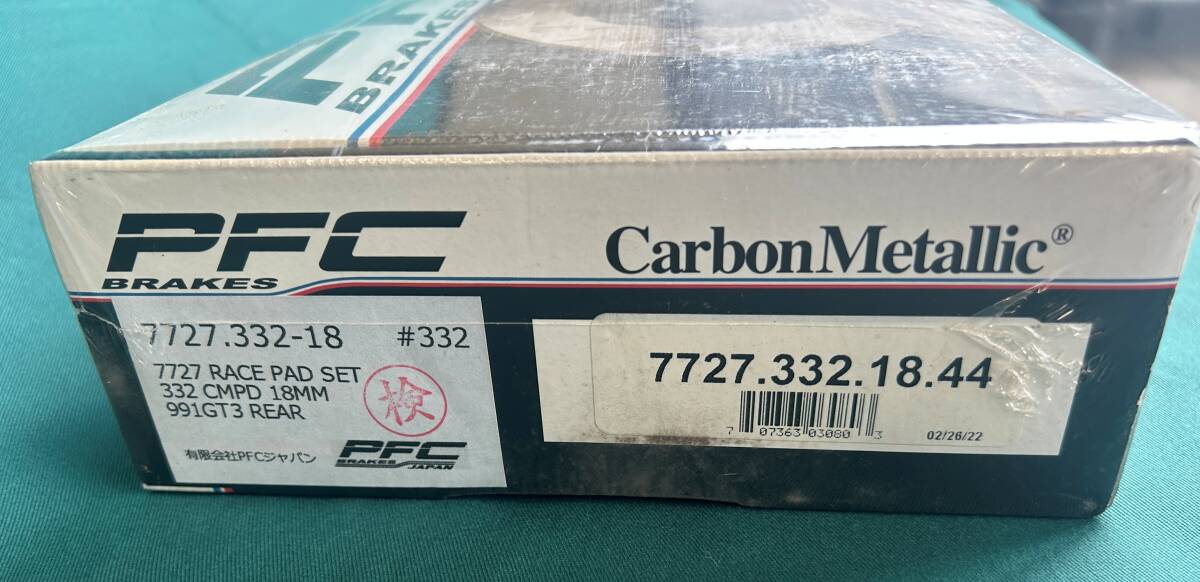 BRAKES
PFC
BRAKES
CarbonMetallic®
7727.332-18 #332
7727 RACE PAD SET
332 CMPD 18MM
991GT3 REAR
検
有限会社PFCジャパン
PFC
BRAKES JAPAN
7727.332.18.44
7 07363 03080 3
02/26/22